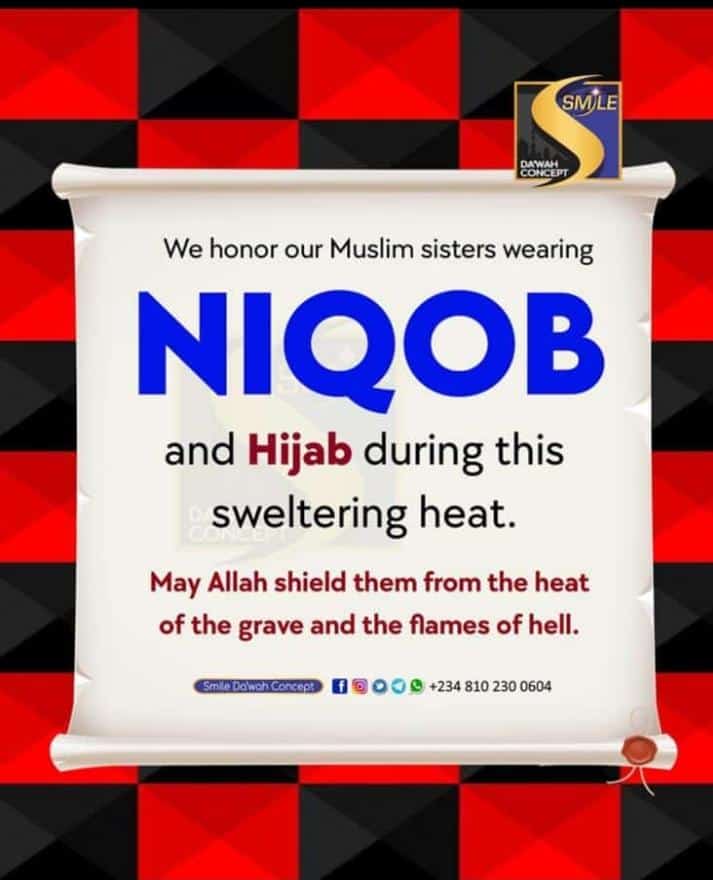 SMiLE
DA'WAH
CONCEPT
We honor our Muslim sisters wearing
NIQOB
and Hijab during this
sweltering heat.
May Allah shield them from the heat
of the grave and the flames of hell.
Smile Da'wah Concept +234 810 230 0604